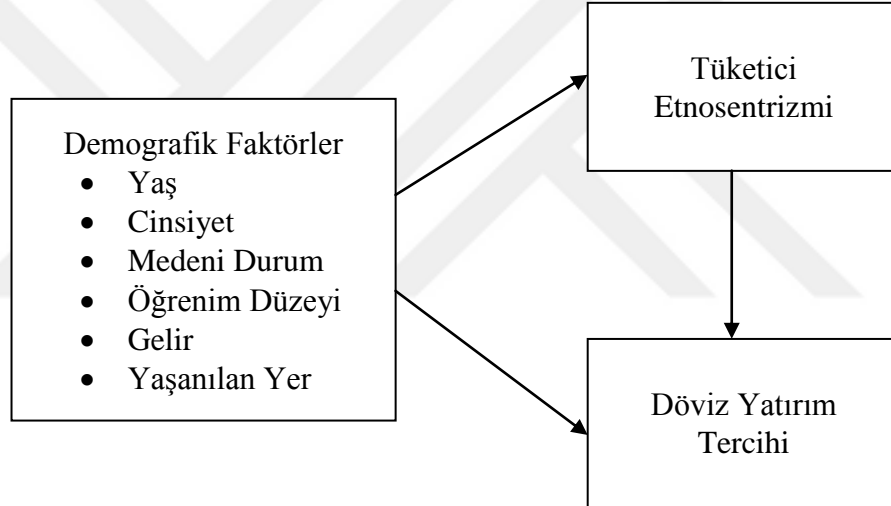 Demografik Faktörler
• Yaş
• Cinsiyet
• Medeni Durum
• Öğrenim Düzeyi
• Gelir
• Yaşanılan Yer
Tüketici
Etnosentrizmi
Döviz Yatırım
Tercihi